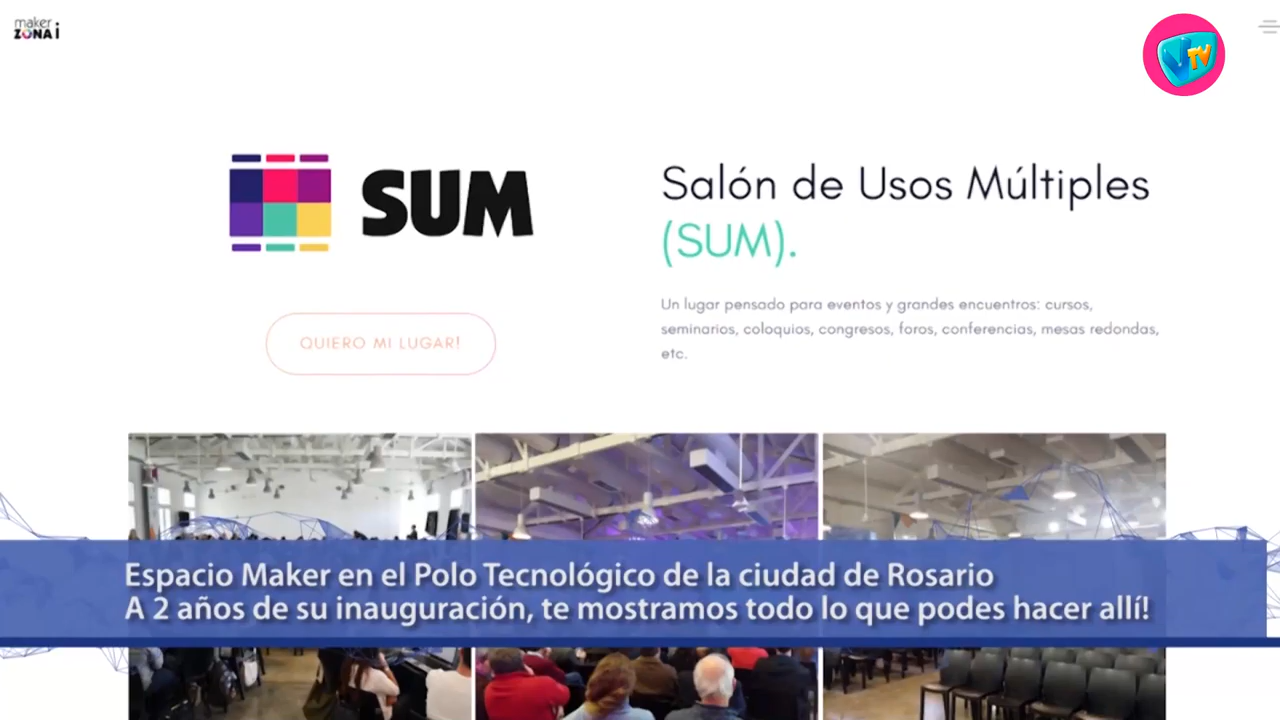 maker
ZONA i
VTV
SUM
Salón de Usos Múltiples
(SUM).
QUIERO MI LUGAR!
Un lugar pensado para eventos y grandes encuentros: cursos,
seminarios, coloquios, congresos, foros, conferencias, mesas redondas,
etc.
Espacio Maker en el Polo Tecnológico de la ciudad de Rosario
A 2 años de su inauguración, te mostramos todo lo que podes hacer allí!